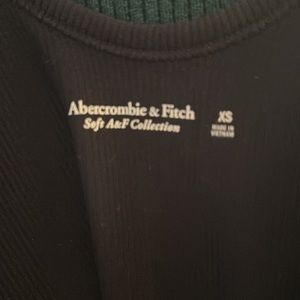 Abercrombie & Fitch
Soft A&F Collection
XS
MADE IN
VIETNAM